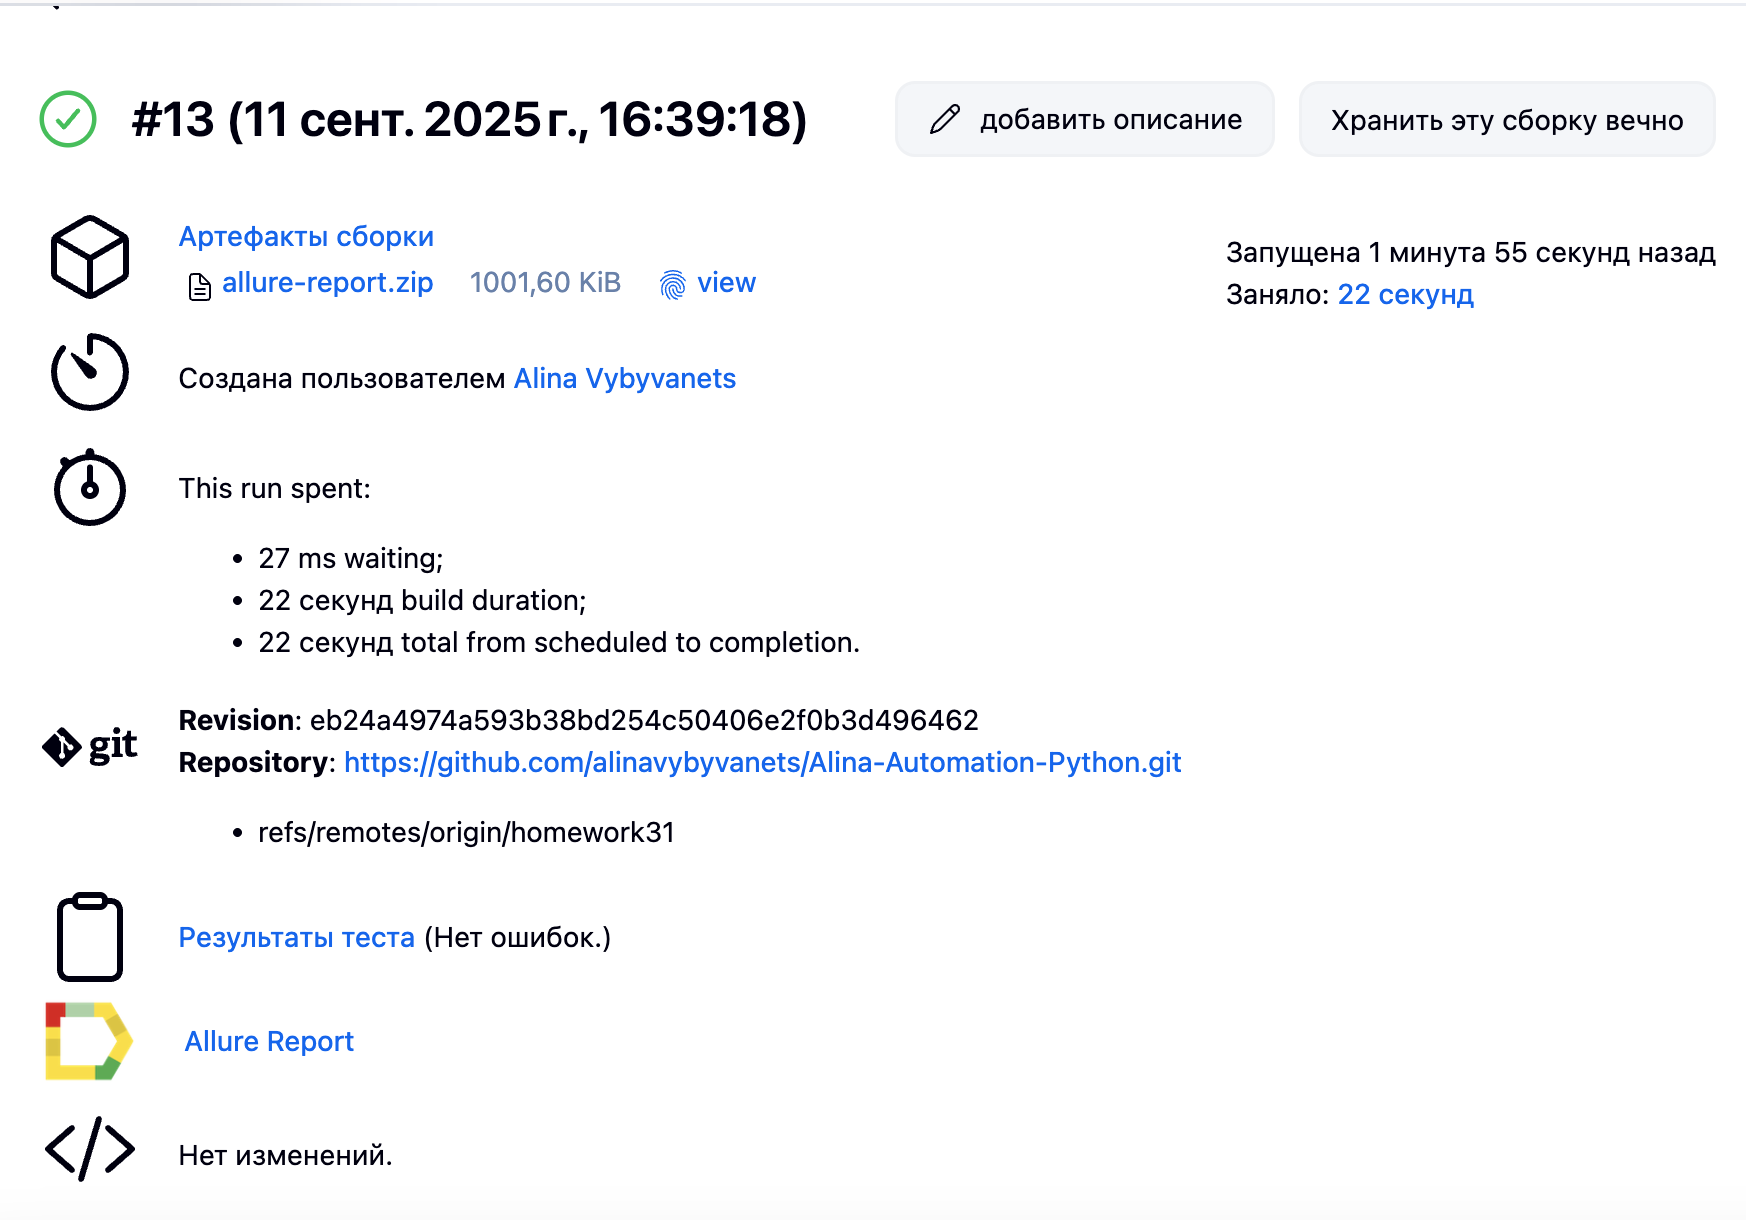 #13 (11 сент. 2025 г., 16:39:18)
добавить описание
Хранить эту сборку вечно
Артефакты сборки
allure-report.zip 1001,60 KiB view
Запущена 1 минута 55 секунд назад
Заняло: 22 секунд
Создана пользователем Alina Vybyvanets
This run spent:
• 27 ms waiting;
• 22 секунд build duration;
• 22 секунд total from scheduled to completion.
git
Revision: eb24a4974a593b38bd254c50406e2f0b3d496462
Repository: https://github.com/alinavybyvanets/Alina-Automation-Python.git
• refs/remotes/origin/homework31
Результаты теста (Нет ошибок.)
Allure Report
Нет изменений.